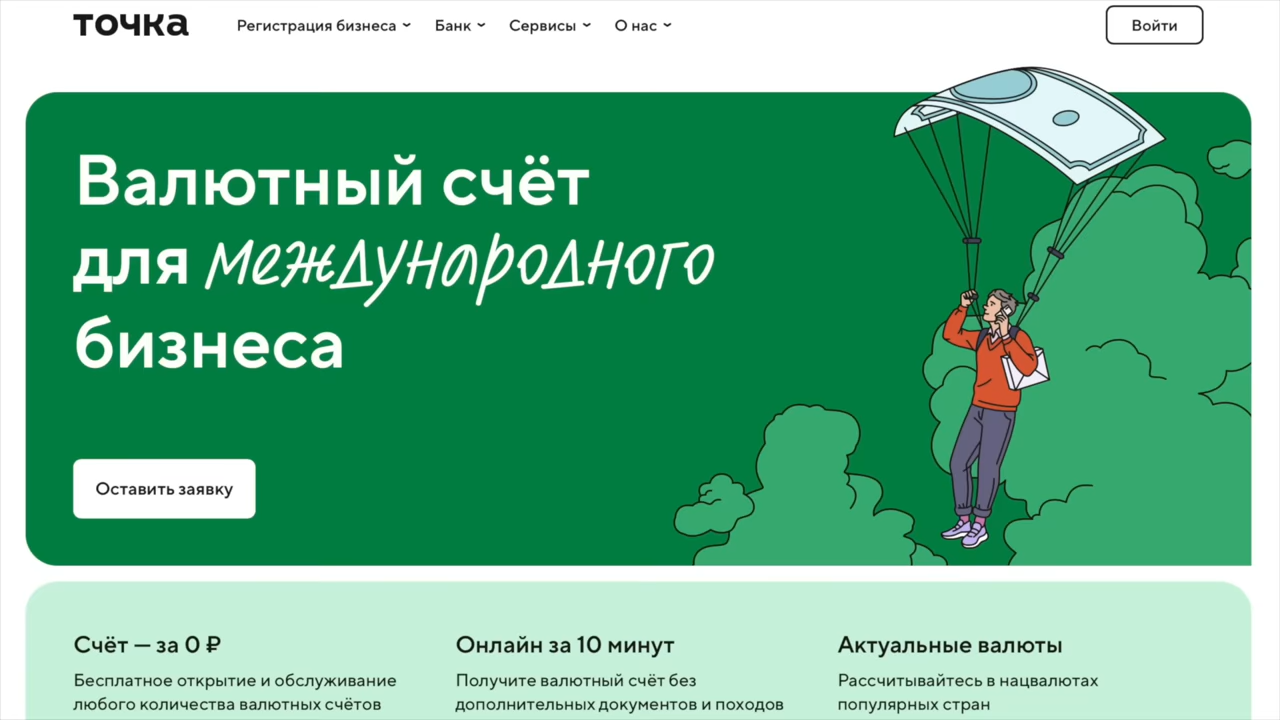 точка
Регистрация бизнеса
Банк
Сервисы
О нас
Войти
Валютный счёт
для международного
бизнеса
Оставить заявку
Счёт — за 0 ₽
Бесплатное открытие и обслуживание
любого количества валютных счётов
Онлайн за 10 минут
Получите валютный счёт без
дополнительных документов и походов
Актуальные валюты
Рассчитывайтесь в нацвалютах
популярных стран